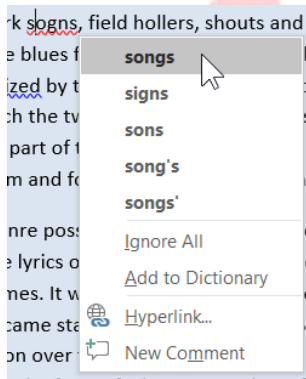 rk sogns, field hollers, shouts and
e blues f
songs
ized by t
signs
ch the tv
sons
part of t
song's
m and fo
songs'
nre poss
Ignore All
e lyrics o
Add to Dictionary
mes. It w
Hyperlink...
came sta
New Comment
on over